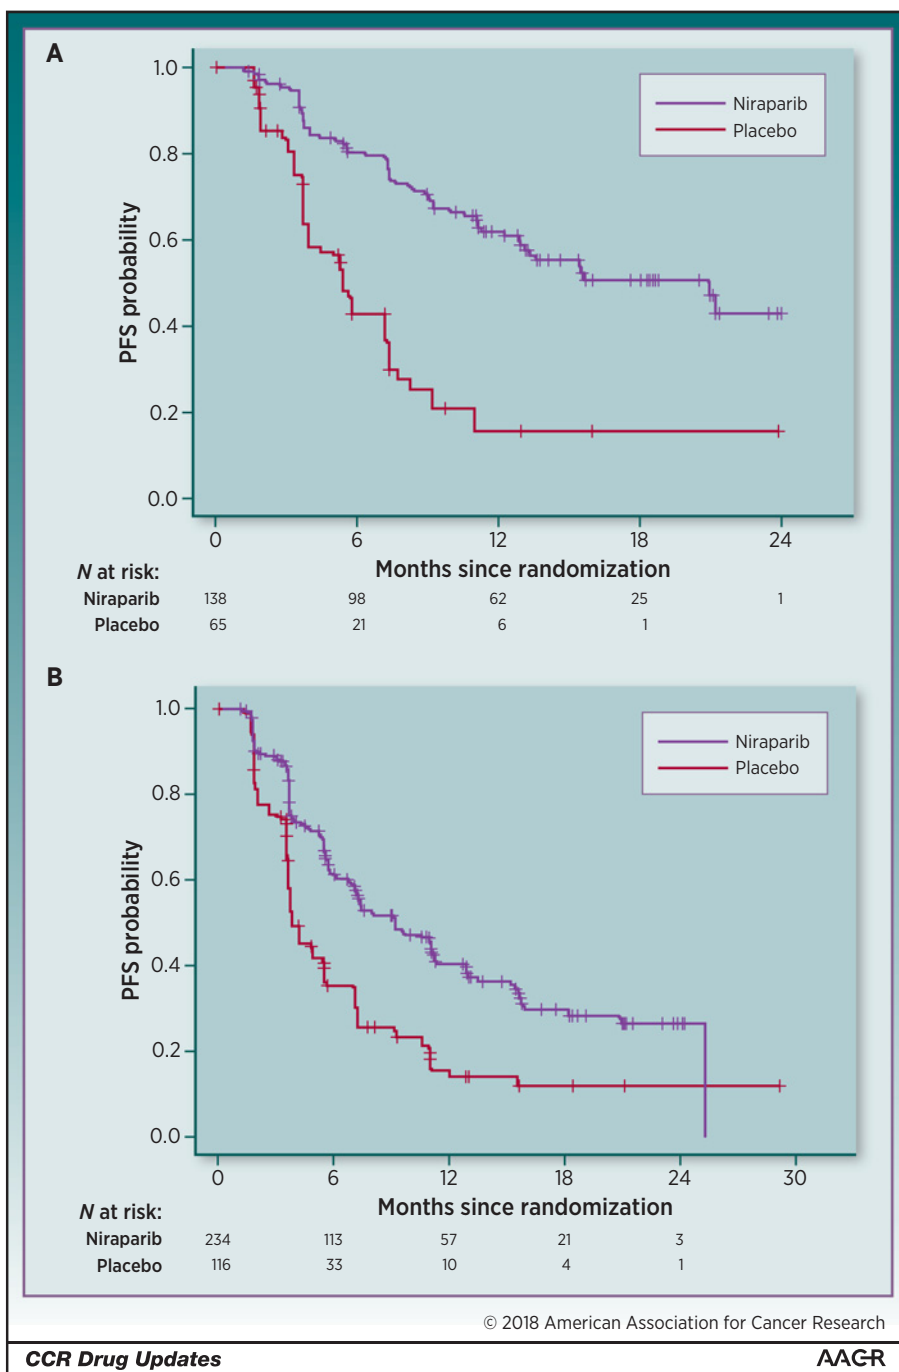 A
1.0
0.8
0.6
0.4
0.2
0.0
PFS probability
Niraparib
Placebo
0 6 12 18 24
Months since randomization
N at risk:
Niraparib 138 98 62 25 1
Placebo 65 21 6 1
B
1.0
0.8
0.6
0.4
0.2
0.0
PFS probability
Niraparib
Placebo
0 6 12 18 24 30
Months since randomization
N at risk:
Niraparib 234 113 57 21 3
Placebo 116 33 10 4 1
© 2018 American Association for Cancer Research
CCR Drug Updates
AACR